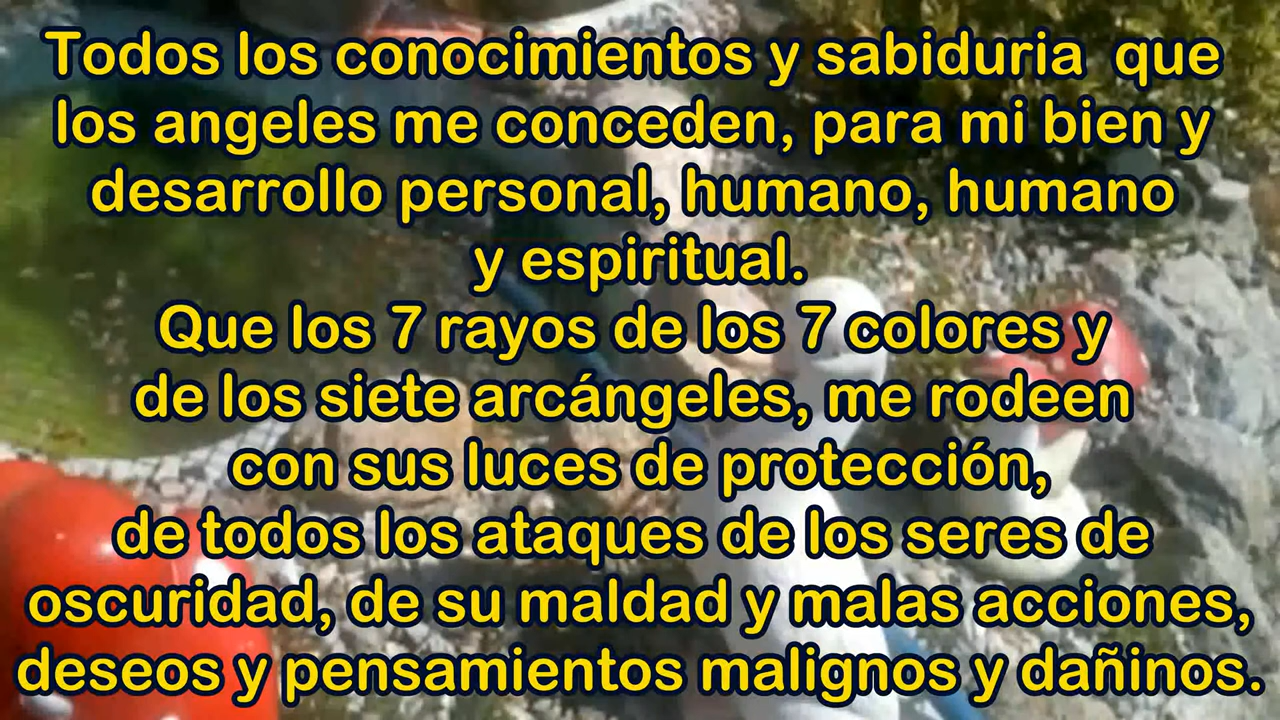 Todos los conocimientos y sabiduria que
los angeles me conceden, para mi bien y
desarrollo personal, humano, humano
y espiritual.
Que los 7 rayos de los 7 colores y
de los siete arcángeles, me rodeen
con sus luces de protección,
de todos los ataques de los seres de
oscuridad, de su maldad y malas acciones,
deseos y pensamientos malignos y dañinos.